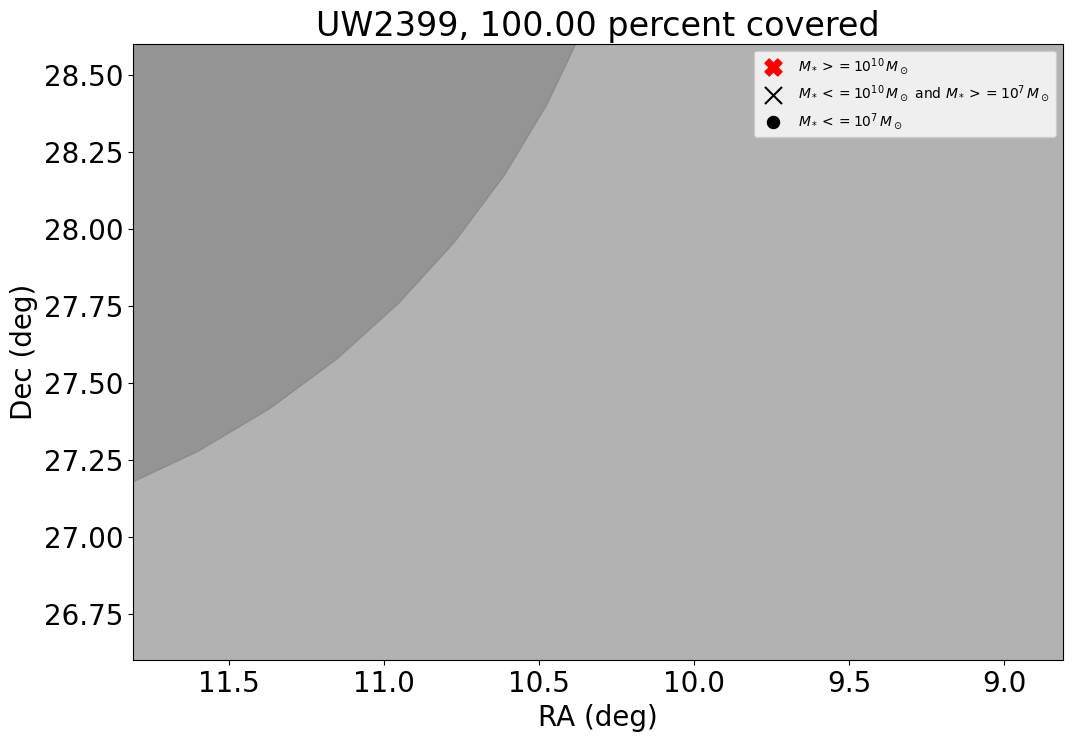 UW2399, 100.00 percent covered
M* >= 10^10 M⊙
M* <= 10^10 M⊙ and M* >= 10^7 M⊙
M* <= 10^7 M⊙
28.50
28.25
28.00
27.75
27.50
27.25
27.00
26.75
Dec (deg)
11.5 11.0 10.5 10.0 9.5 9.0
RA (deg)